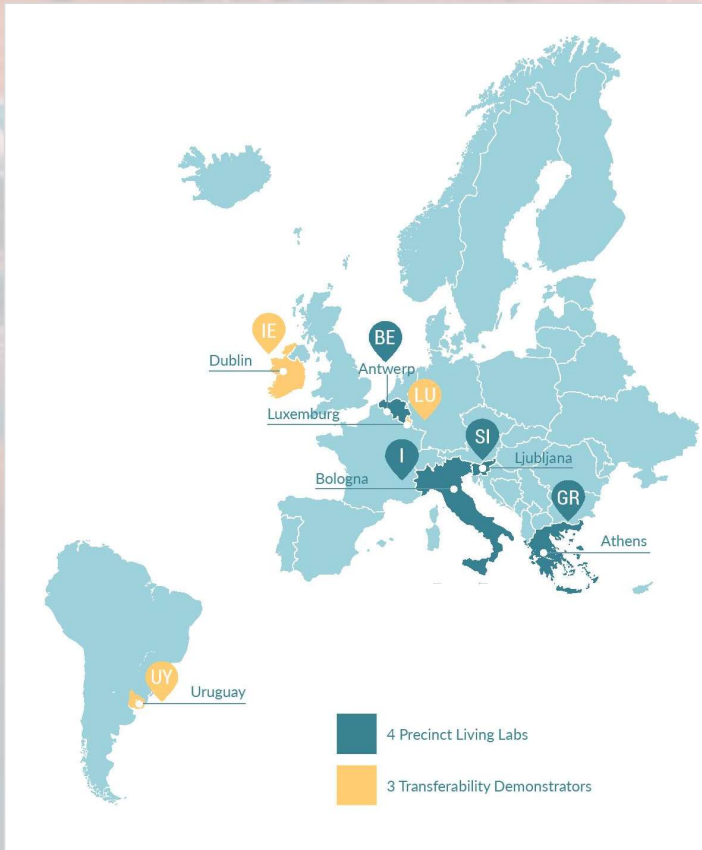 IE
BE
Dublin
Antwerp
LU
Luxemburg
SI
I
Ljubljana
Bologna
GR
Athens
UY
Uruguay
4 Precinct Living Labs
3 Transferability Demonstrators